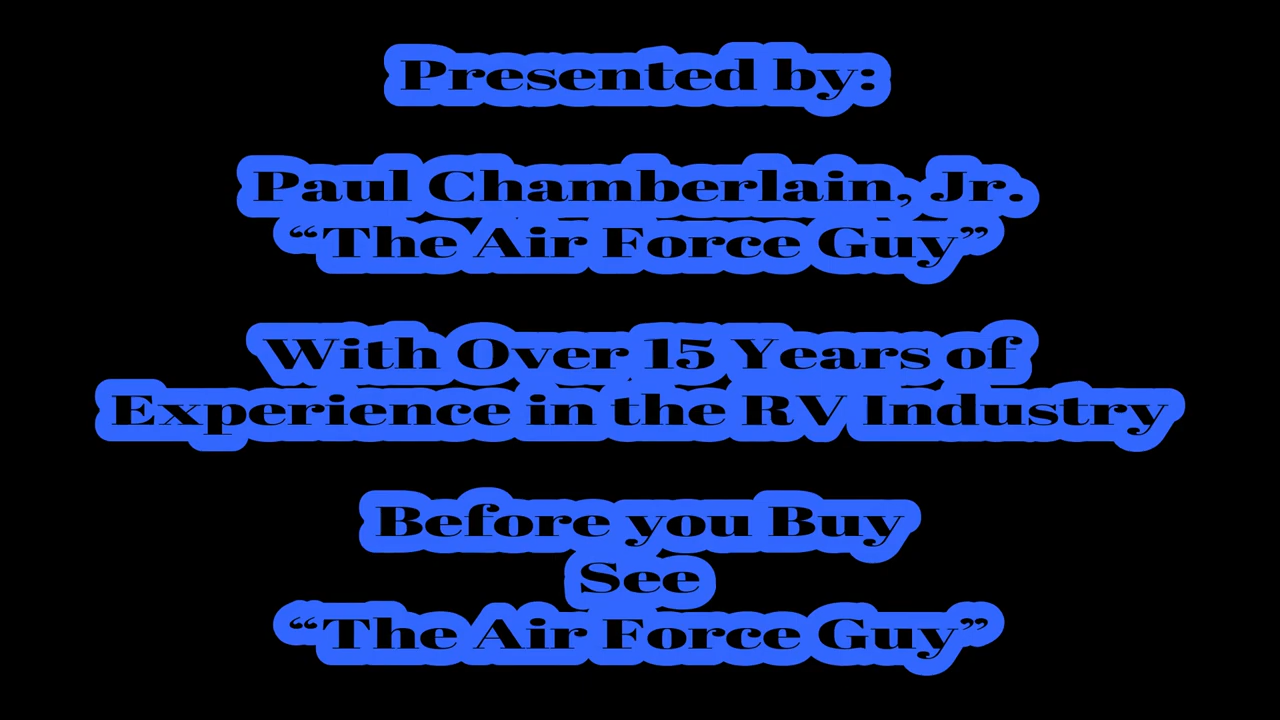 Presented by:
Paul Chamberlain, Jr.
“The Air Force Guy”
With Over 15 Years of
Experience in the RV Industry
Before you Buy
See
“The Air Force Guy”